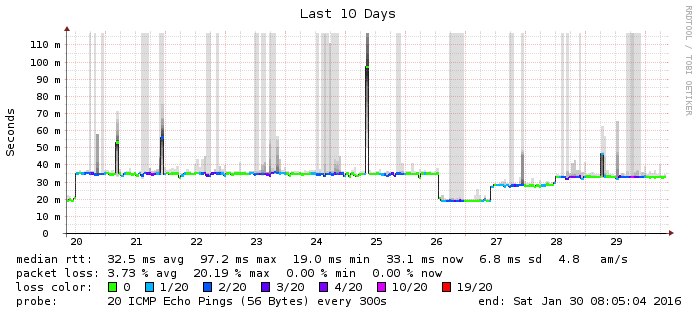 Last 10 Days
RRDTOOL / TOBI OETIKER
Seconds
110 m
100 m
90 m
80 m
70 m
60 m
50 m
40 m
30 m
20 m
10 m
0
20 21 22 23 24 25 26 27 28 29
median rtt: 32.5 ms avg 97.2 ms max 19.0 ms min 33.1 ms now 6.8 ms sd 4.8 am/s
packet loss: 3.73 % avg 20.19 % max 0.00 % min 0.00 % now
loss color: 0 1/20 2/20 3/20 4/20 10/20 19/20
probe: 20 ICMP Echo Pings (56 Bytes) every 300s end: Sat Jan 30 08:05:04 2016